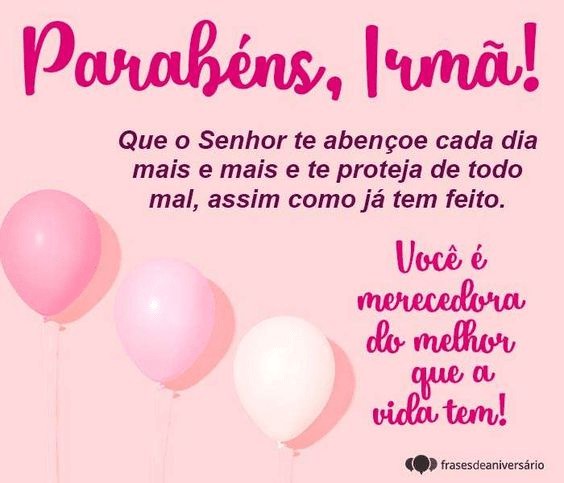 Parabéns, Irmã!
Que o Senhor te abençoe cada dia
mais e mais e te proteja de todo
mal, assim como já tem feito.
Você é
merecedora
do melhor
que a
vida tem!
frasesdeaniversário